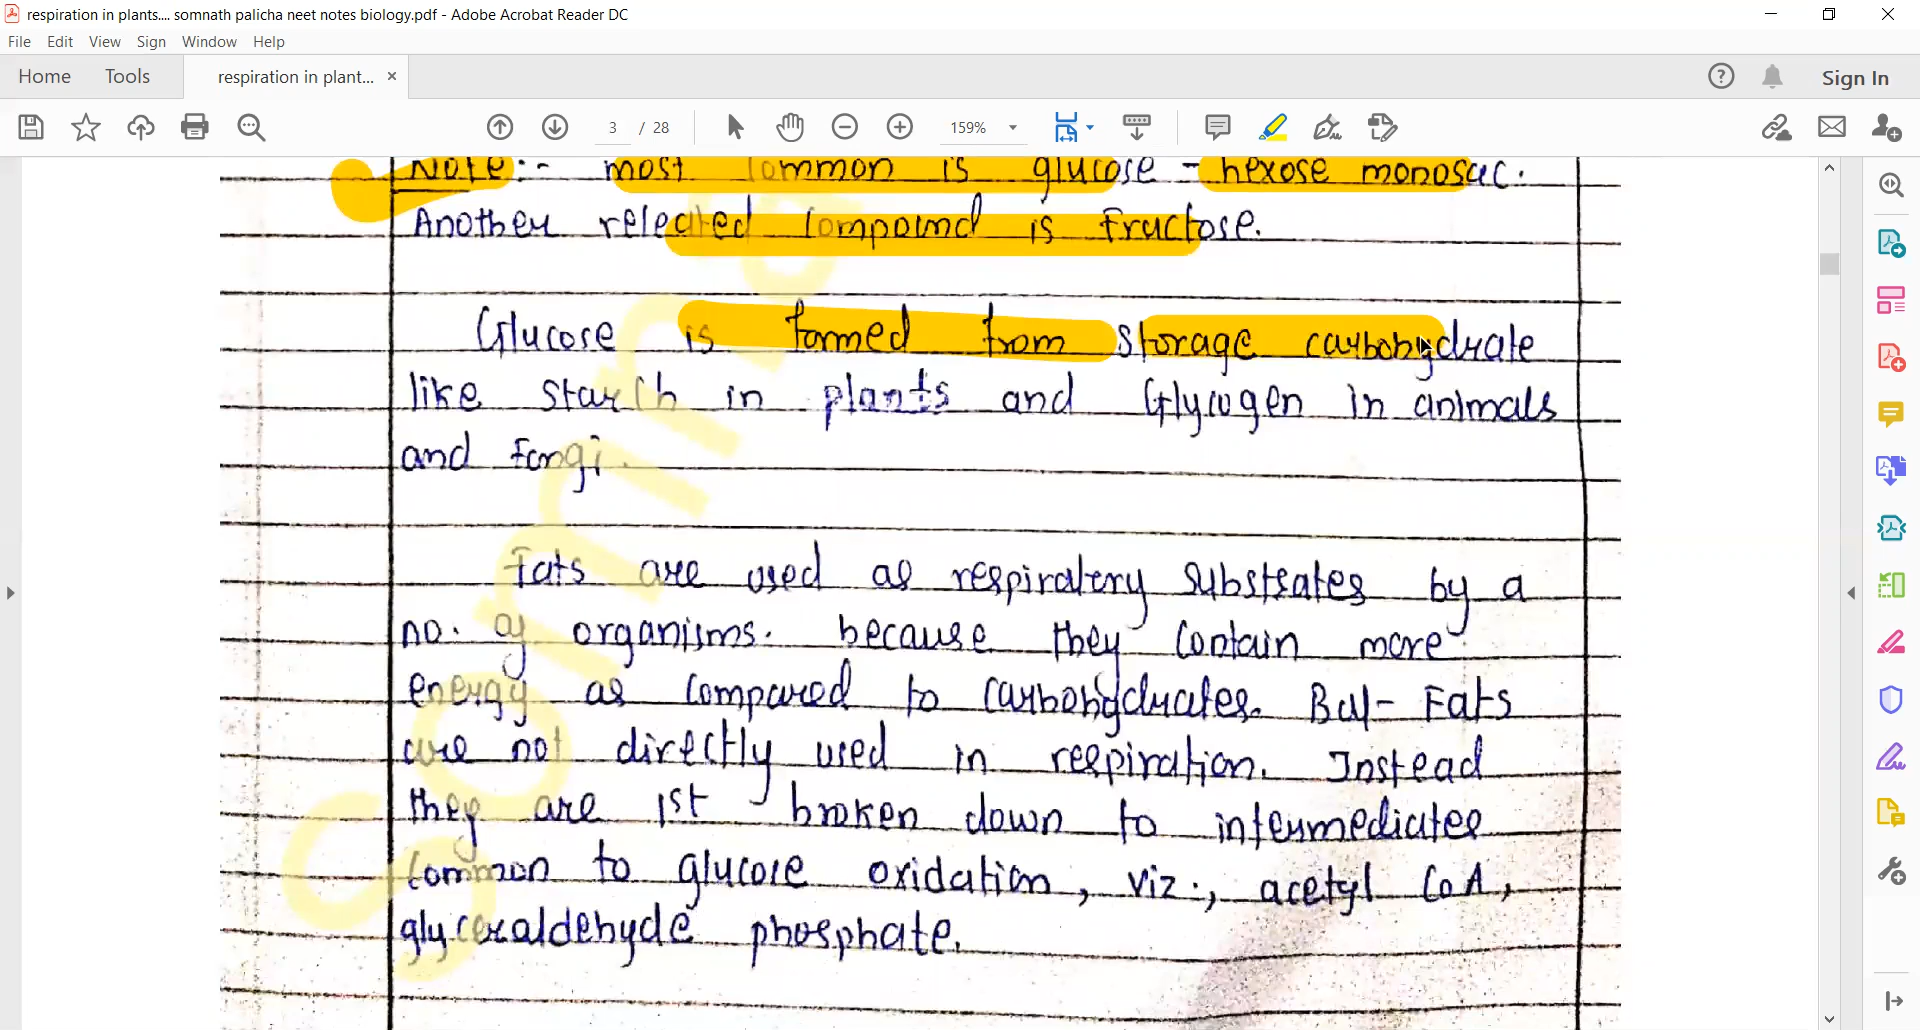 respiration in plants.... somnath palicha neet notes biology.pdf - Adobe Acrobat Reader DC
File Edit View Sign Window Help
Home Tools respiration in plant... × Sign In
3 / 28 159%
Note:- most common is glucose - hexose monosac.
Another releated compound is Fructose.
Glucose is formed from storage carbohydrate
like starch in plants and Glycogen in animals
and Fongi.
Fats are used as respiratory substrates by a
no. of organisms. because they contain more
energy as compared to carbohydrates. But- Fats
are not directly used in respiration. Instead
they are 1st broken down to intermediates
common to glucose oxidation, viz., acetyl CoA,
glyceraldehyde phosphate.
Somna